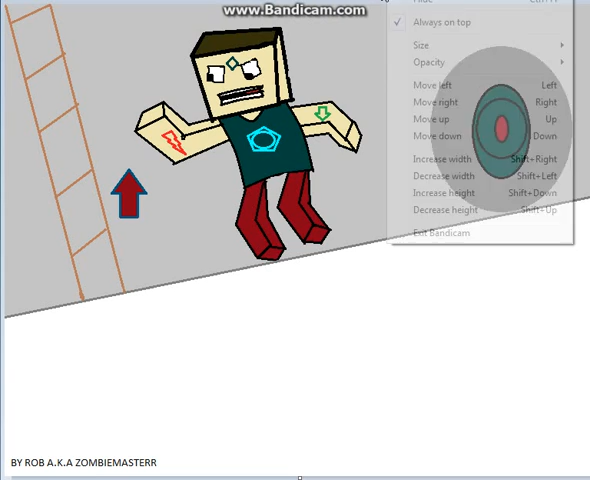 www.Bandicam.com
Hide Ctrl+H
Always on top
Size
Opacity
Move left Left
Move right Right
Move up Up
Move down Down
Increase width Shift+Right
Decrease width Shift+Left
Increase height Shift+Down
Decrease height Shift+Up
Exit Bandicam
BY ROB A.K.A ZOMBIEMASTERR